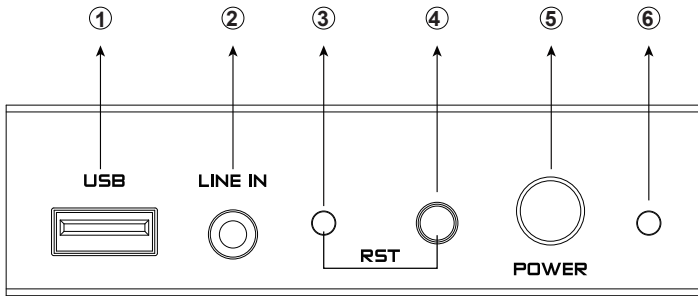 ① ② ③ ④ ⑤ ⑥
USB LINE IN
RST
POWER